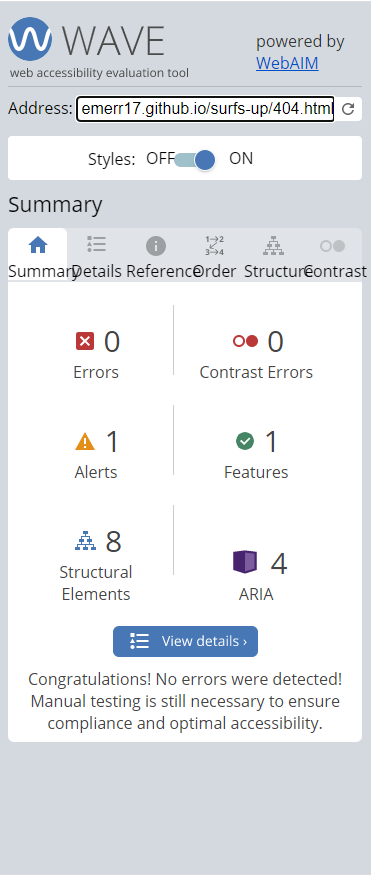 WAVE
web accessibility evaluation tool
powered by
WebAIM
Address: emerr17.github.io/surfs-up/404.html
Styles: OFF ON
Summary
Summary Details Reference Order Structure Contrast
0
Errors
0
Contrast Errors
1
Alerts
1
Features
8
Structural
Elements
4
ARIA
View details ›
Congratulations! No errors were detected!
Manual testing is still necessary to ensure
compliance and optimal accessibility.